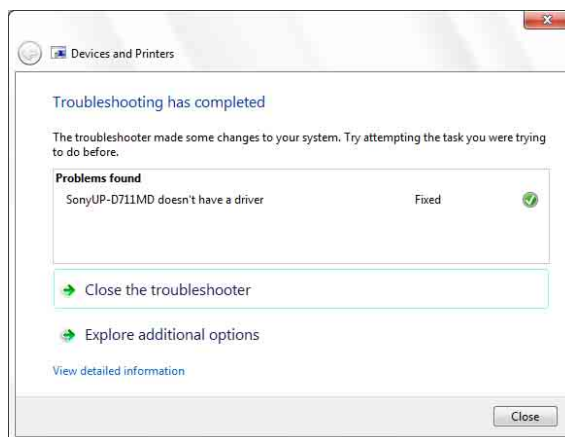 Devices and Printers
Troubleshooting has completed
The troubleshooter made some changes to your system. Try attempting the task you were trying
to do before.
Problems found
SonyUP-D711MD doesn't have a driver Fixed
Close the troubleshooter
Explore additional options
View detailed information
Close